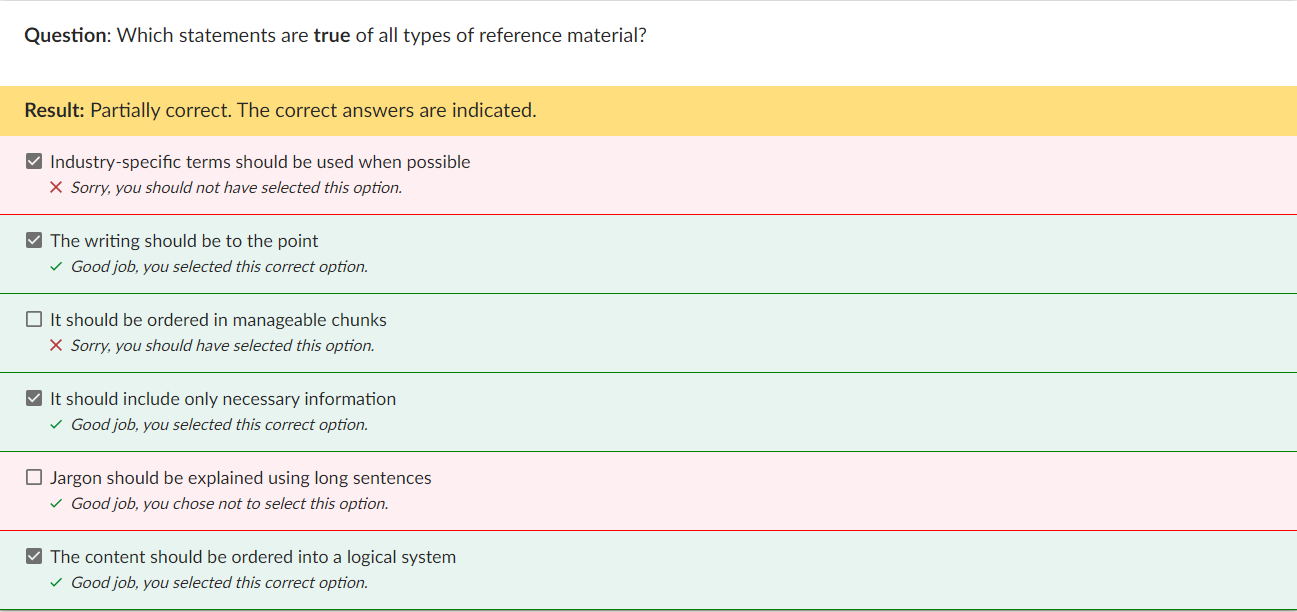 Question: Which statements are true of all types of reference material?
Result: Partially correct. The correct answers are indicated.
Industry-specific terms should be used when possible
Sorry, you should not have selected this option.
The writing should be to the point
Good job, you selected this correct option.
It should be ordered in manageable chunks
Sorry, you should have selected this option.
It should include only necessary information
Good job, you selected this correct option.
Jargon should be explained using long sentences
Good job, you chose not to select this option.
The content should be ordered into a logical system
Good job, you selected this correct option.